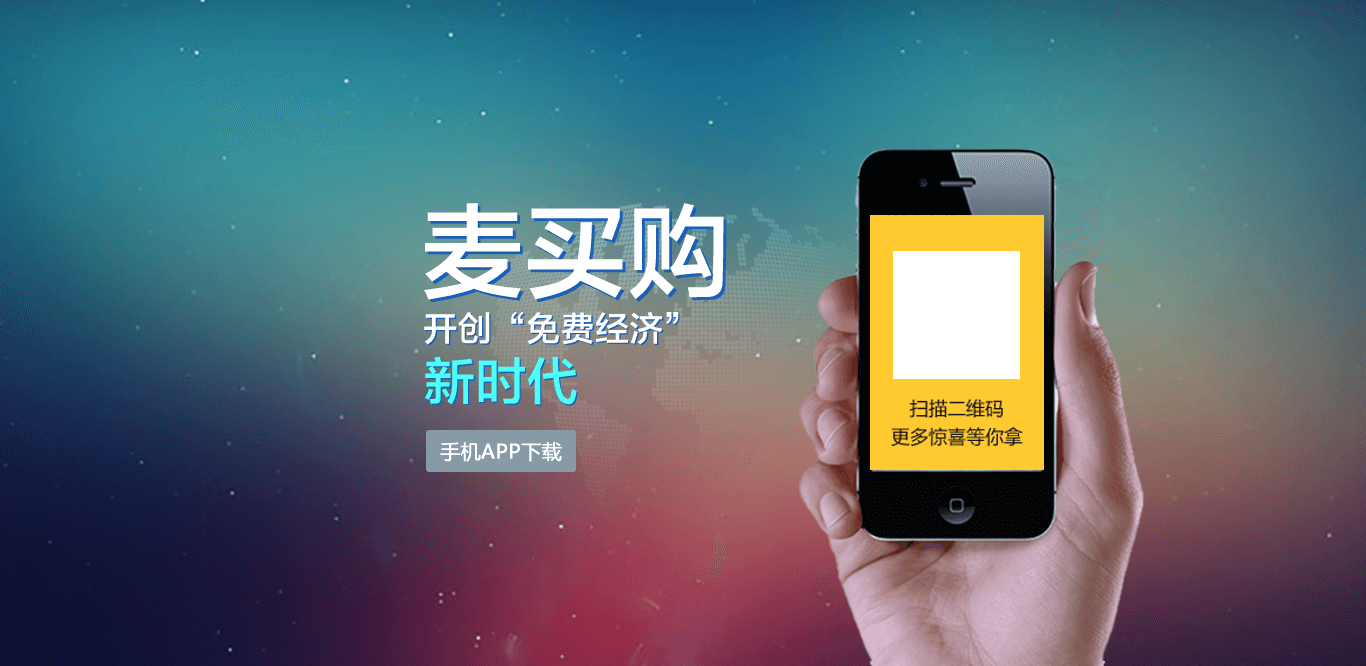 麦买购
开创“免费经济”
新时代
手机APP下载
扫描二维码
更多惊喜等你拿